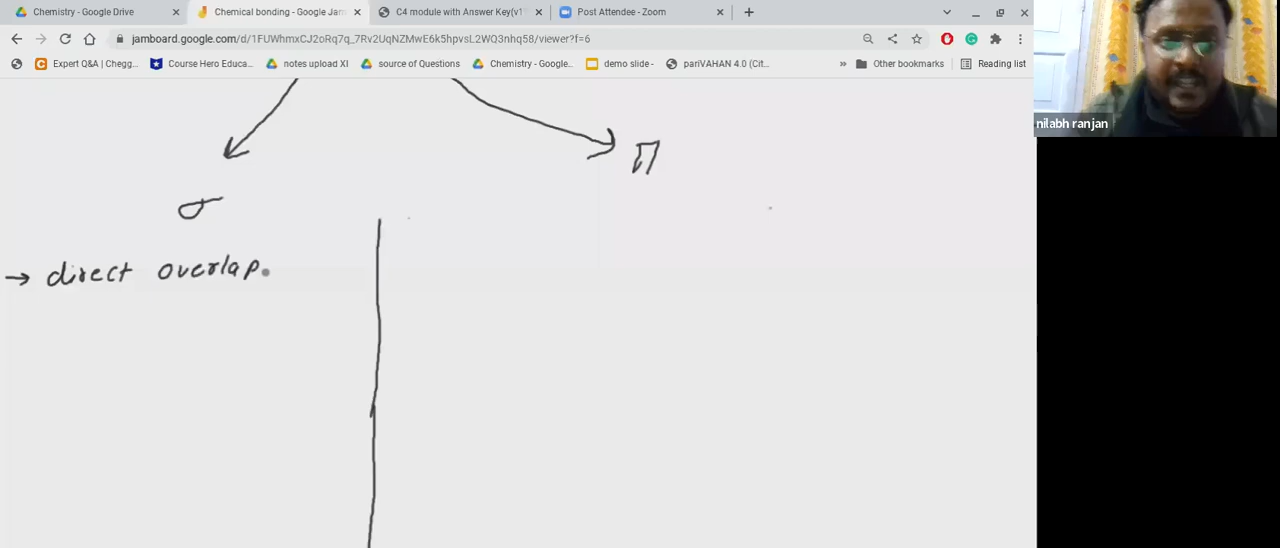 Chemistry - Google Drive
Chemical bonding - Google Jam
C4 module with Answer Key(v1
Post Attendee - Zoom
jamboard.google.com/d/1FUWhmxCJ2oRq7q_7Rv2UqNZMwE6k5hpvsL2WQ3nhq58/viewer?f=6
Expert Q&A | Chegg...
Course Hero Educa...
notes upload XI
source of Questions
Chemistry - Google...
demo slide -
pariVAHAN 4.0 (Cit...
»
Other bookmarks
Reading list
nilabh ranjan
π
σ
→ direct overlap.